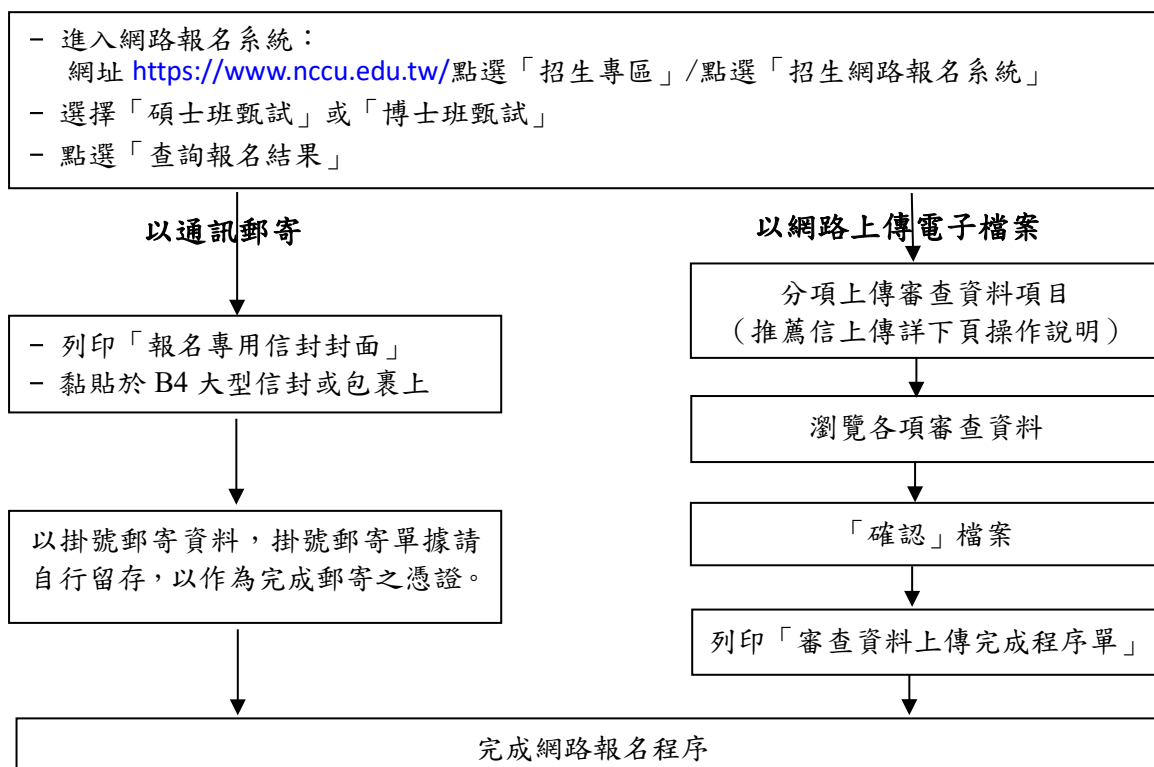 – 進入網路報名系統：
網址 https://www.nccu.edu.tw/點選「招生專區」/點選「招生網路報名系統」
– 選擇「碩士班甄試」或「博士班甄試」
– 點選「查詢報名結果」
以通訊郵寄
– 列印「報名專用信封封面」
– 黏貼於 B4 大型信封或包裹上
以掛號郵寄資料，掛號郵寄單據請
自行留存，以作為完成郵寄之憑證。
以網路上傳電子檔案
分項上傳審查資料項目
（推薦信上傳詳下頁操作說明）
瀏覽各項審查資料
「確認」檔案
列印「審查資料上傳完成程序單」
完成網路報名程序